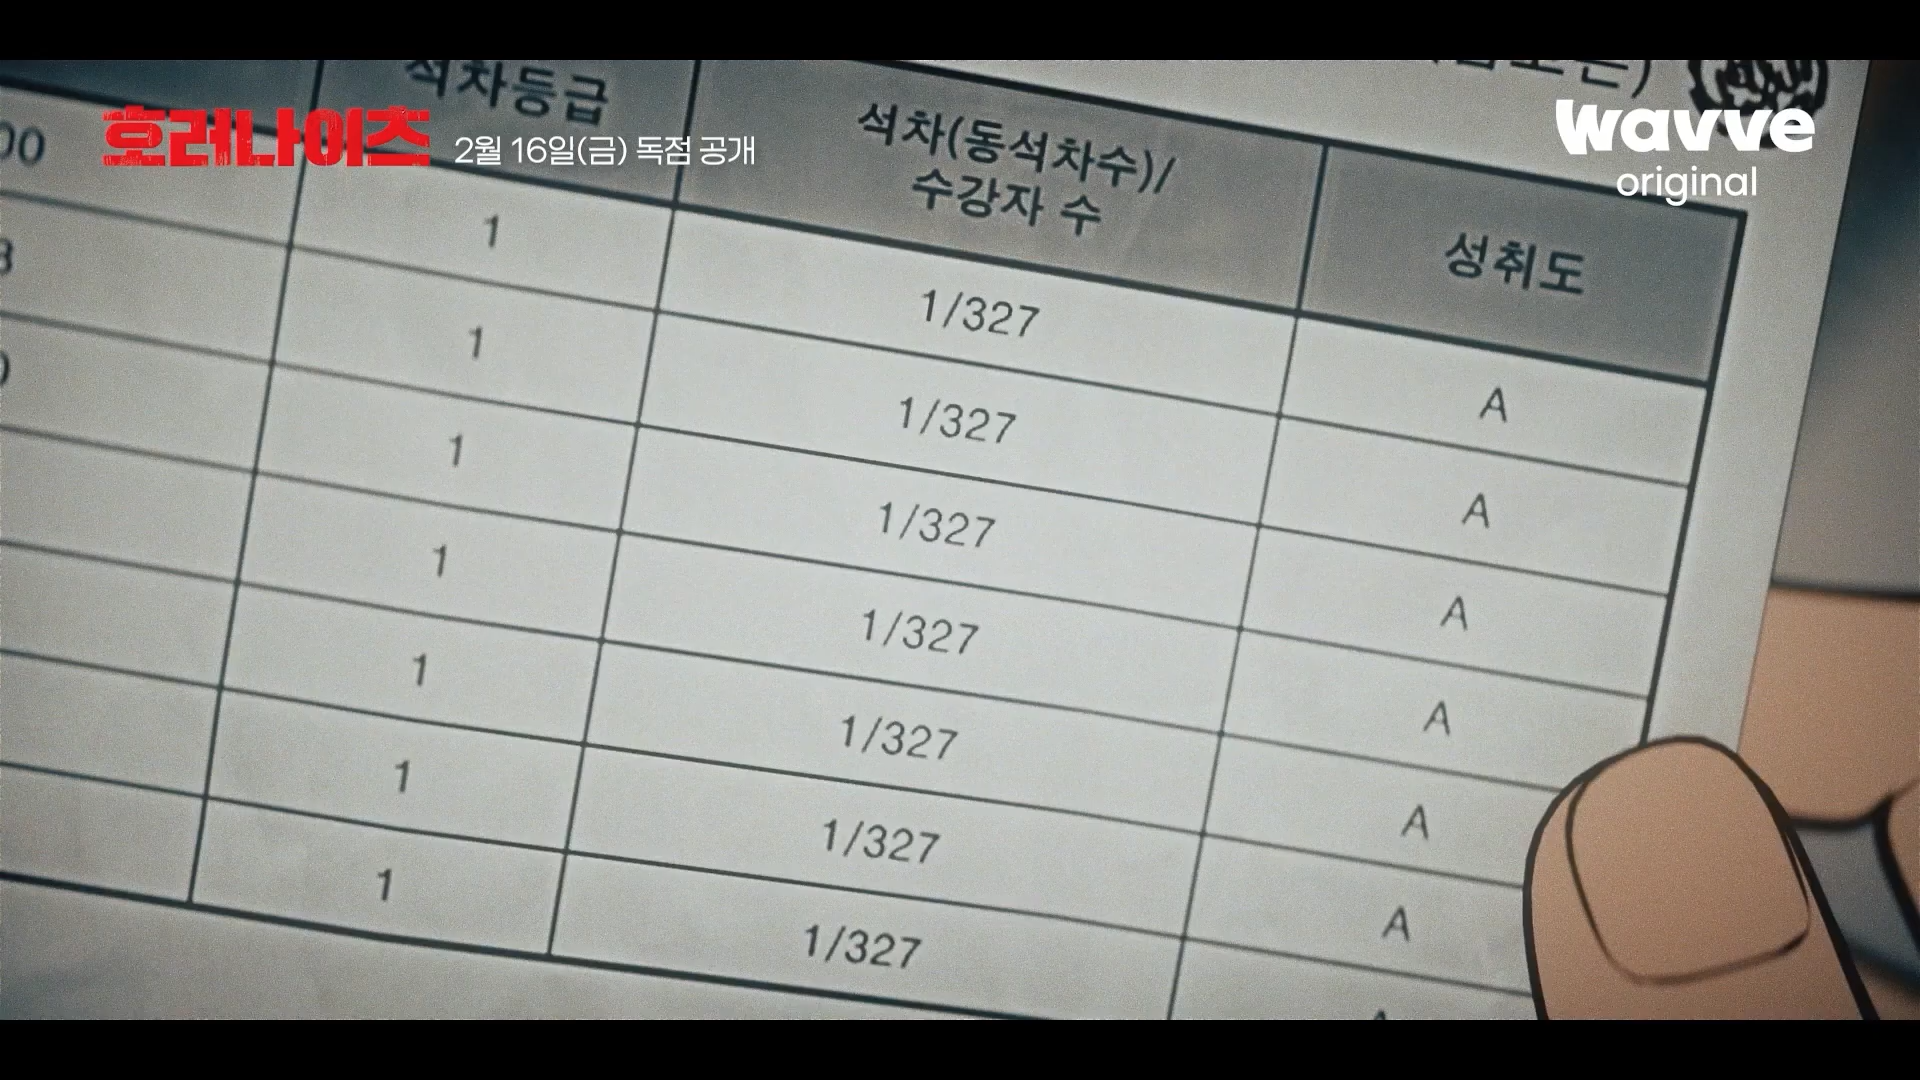 호러나이츠 2월 16일(금) 독점 공개
wavve
original
석차등급
석차(동석차수)/
수강자 수
성취도
1 1/327 A
1 1/327 A
1 1/327 A
1 1/327 A
1 1/327 A
1 1/327 A
1 1/327